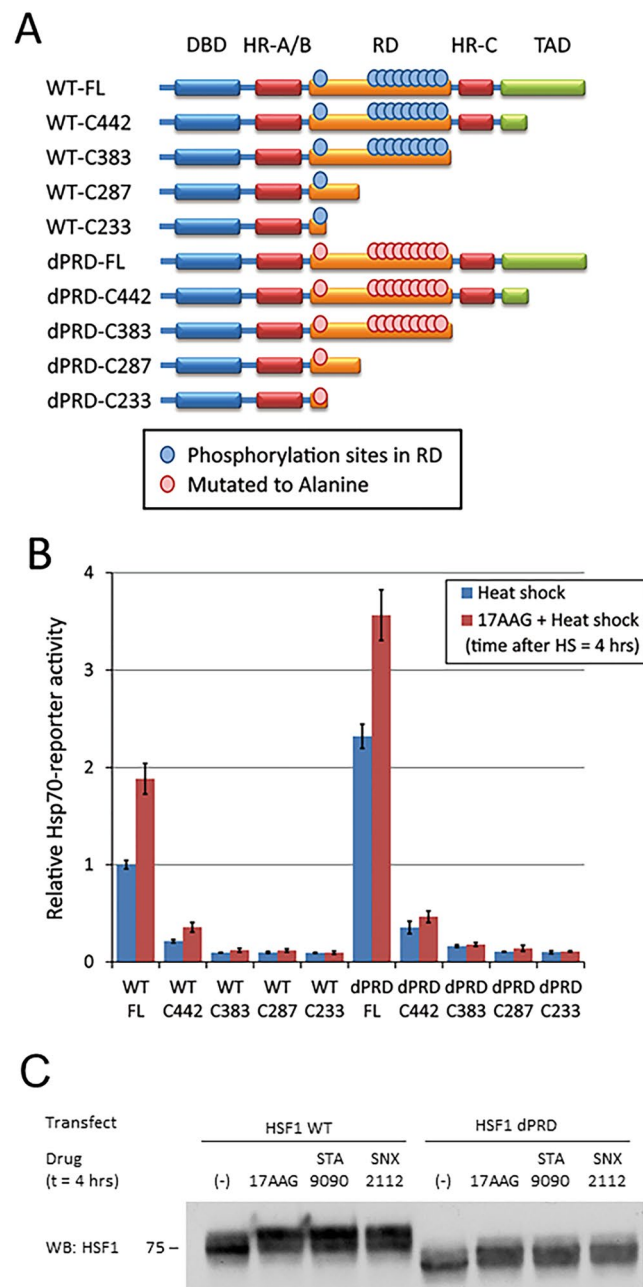 A
DBD HR-A/B RD HR-C TAD
WT-FL
WT-C442
WT-C383
WT-C287
WT-C233
dPRD-FL
dPRD-C442
dPRD-C383
dPRD-C287
dPRD-C233
Phosphorylation sites in RD
Mutated to Alanine
B
Relative Hsp70-reporter activity
4
3
2
1
0
Heat shock
17AAG + Heat shock
(time after HS = 4 hrs)
WT WT WT WT WT dPRD dPRD dPRD dPRD dPRD
FL C442 C383 C287 C233 FL C442 C383 C287 C233
C
Transfect HSF1 WT HSF1 dPRD
Drug STA SNX STA SNX
(t = 4 hrs) (-) 17AAG 9090 2112 (-) 17AAG 9090 2112
WB: HSF1 75 –